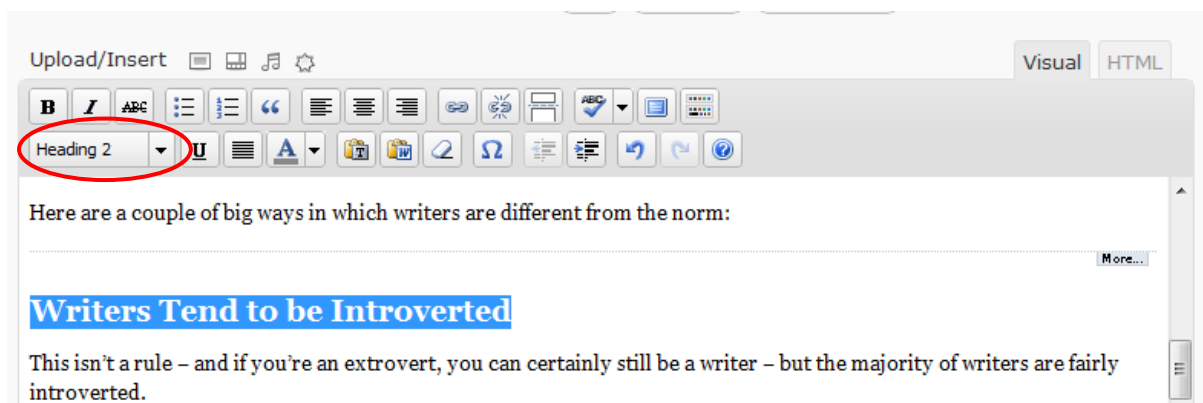 Upload/Insert
Visual
HTML
B I ABC ABC
Heading 2 U A T W Ω
Here are a couple of big ways in which writers are different from the norm:
More...
Writers Tend to be Introverted
This isn’t a rule – and if you’re an extrovert, you can certainly still be a writer – but the majority of writers are fairly
introverted.